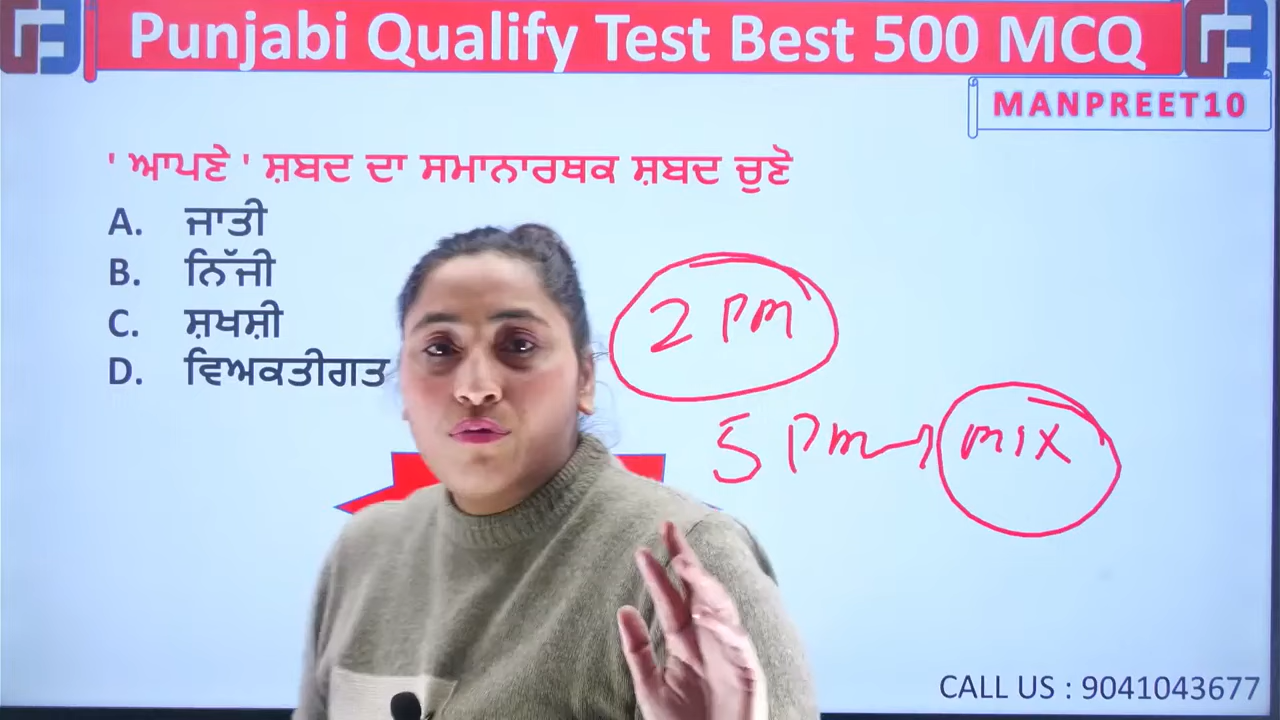 Punjabi Qualify Test Best 500 MCQ
MANPREET10
' ਆਪਣੇ ' ਸ਼ਬਦ ਦਾ ਸਮਾਨਾਰਥਕ ਸ਼ਬਦ ਚੁਣੋ
A. ਜਾਤੀ
B. ਨਿੱਜੀ
C. ਸ਼ਖਸ਼ੀ
D. ਵਿਅਕਤੀਗਤ
2 PM
5 PM → MIX
CALL US : 9041043677